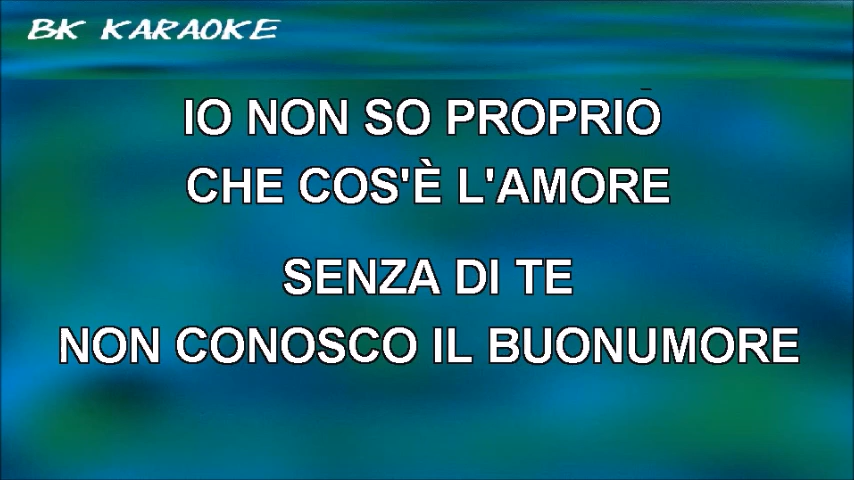 BK KARAOKE
IO NON SO PROPRIO
CHE COS'È L'AMORE
SENZA DI TE
NON CONOSCO IL BUONUMORE